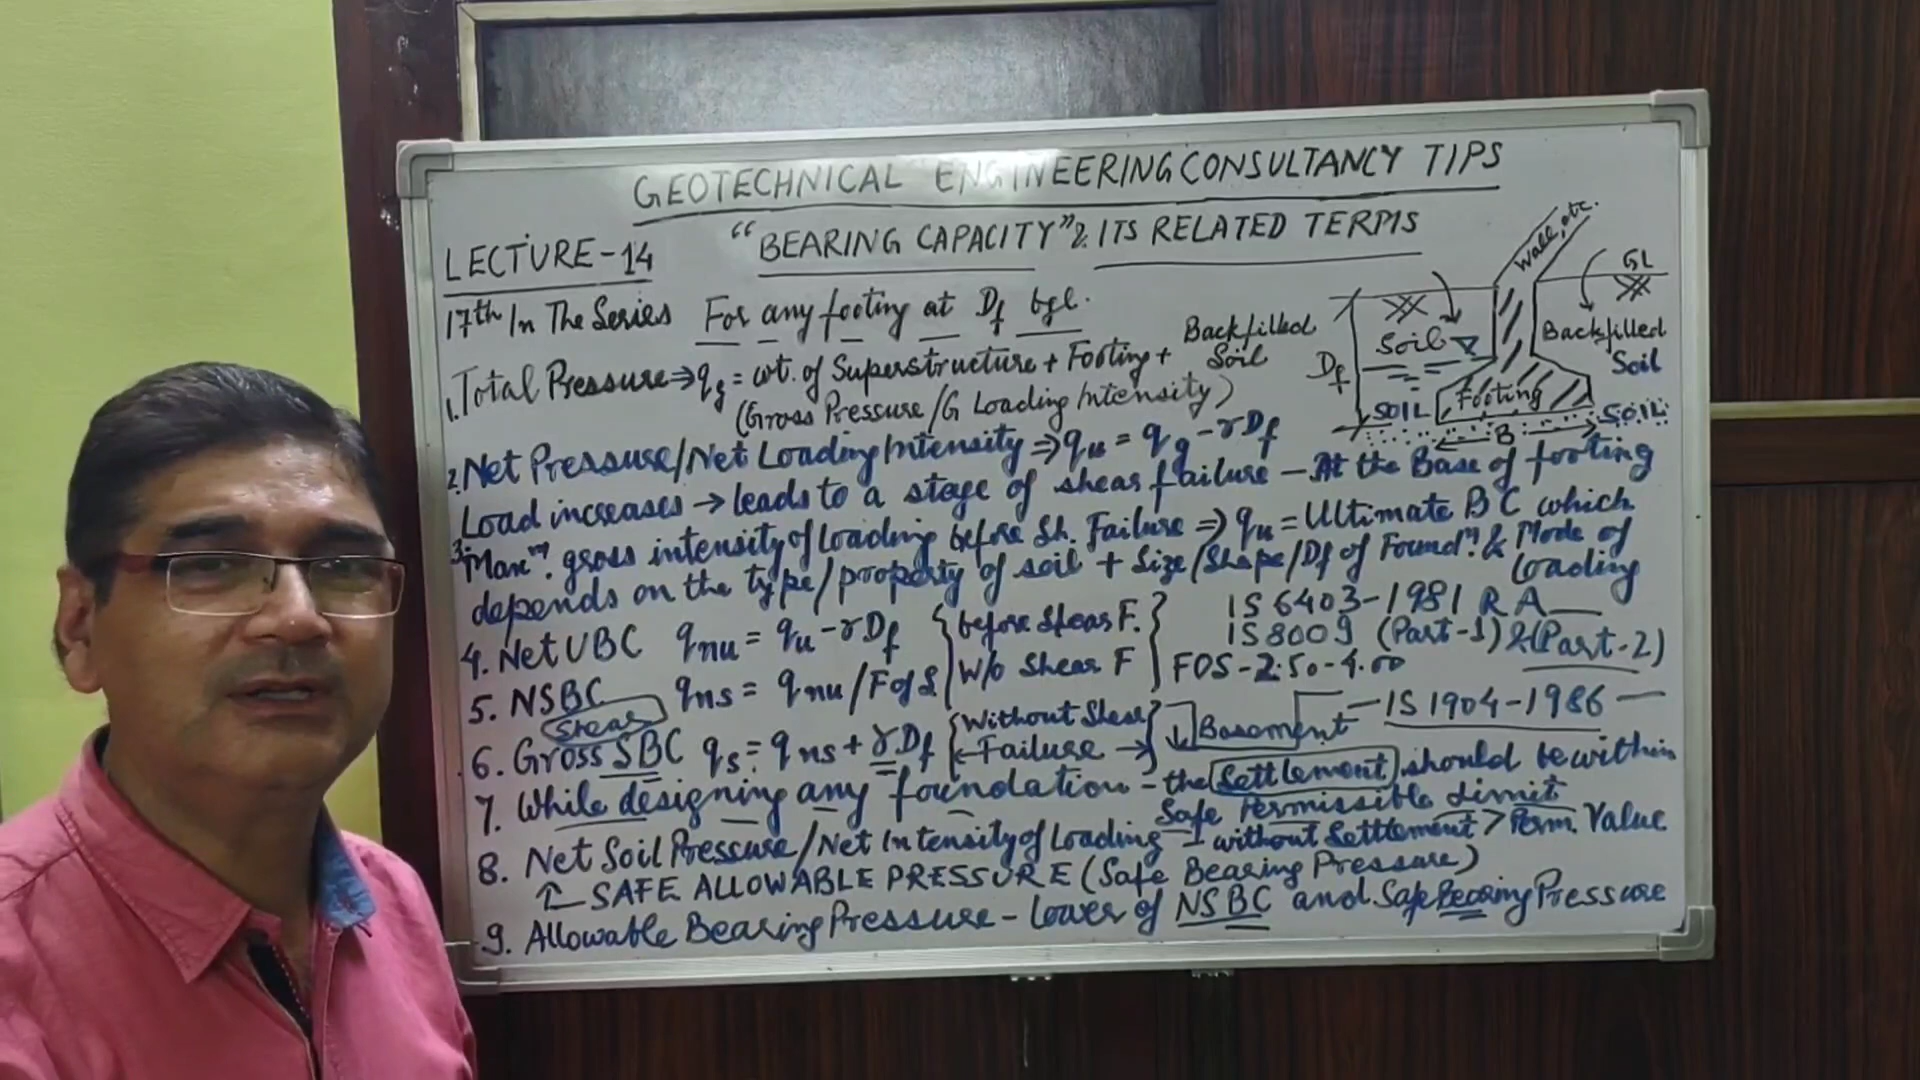 GEOTECHNICAL ENGINEERING CONSULTANCY TIPS
"BEARING CAPACITY" & ITS RELATED TERMS
LECTURE-14
17th In The Series For any footing at Df bgl.
1. Total Pressure ⇒ qg = wt. of Superstructure + Footing + Backfilled Soil
(Gross Pressure/G Loading Intensity)
Wall, etc.
GL
Soil
Backfilled Soil
Df
Footing
SOIL
SOIL
B
2. Net Pressure/Net Loading Intensity ⇒ qn = qg - γDf
Load increases → leads to a stage of shear failure - At the Base of footing
3. Maxm. gross intensity of loading before Sh. Failure ⇒ qu = Ultimate BC which
depends on the type/property of soil + Size/Shape/Df of Foundn. & Mode of Loading
4. Net UBC qnu = qu - γDf {before Shear F.} IS 6403-1981 RA
IS 8009 (Part-1) & (Part-2)
5. NSBC qns = qnu/FofS {W/o Shear F} FOS - 2.50-4.00
Shear
IS 1904-1986
6. Gross SBC qs = qns + γDf {Without Shear Failure} ↓ Basement
7. While designing any foundation - the Settlement should be within
Safe Permissible Limit
8. Net Soil Pressure/Net Intensity of Loading - without Settlement > Perm. Value
SAFE ALLOWABLE PRESSURE (Safe Bearing Pressure)
9. Allowable Bearing Pressure - lower of NSBC and Safe Bearing Pressure